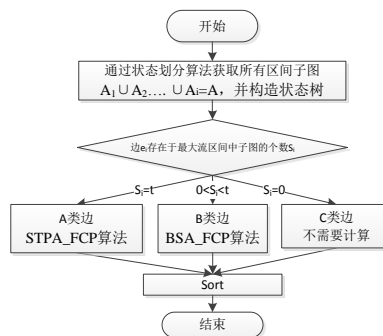 开始
通过状态划分算法获取所有区间子图
A₁∪A₂…. ∪Aᵢ=A，并构造状态树
边eᵢ存在于最大流区间中子图的个数Sᵢ
Sᵢ=t
0<Sᵢ<t
Sᵢ=0
A类边
STPA_FCP算法
B类边
BSA_FCP算法
C类边
不需要计算
Sort
结束